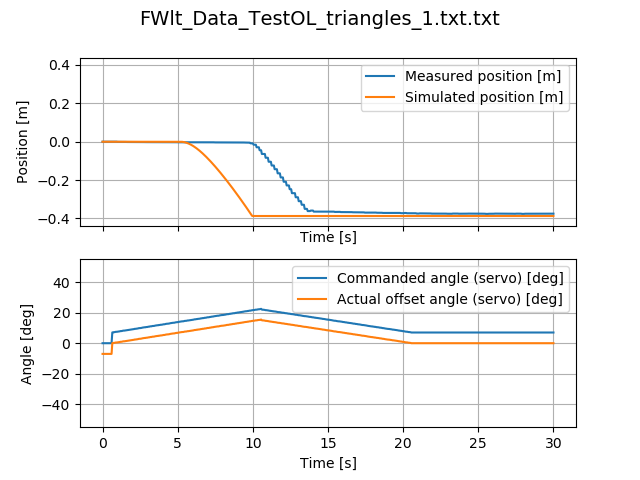 FWlt_Data_TestOL_triangles_1.txt.txt
Measured position [m]
Simulated position [m]
Position [m]
0.4
0.2
0.0
−0.2
−0.4
Time [s]
Commanded angle (servo) [deg]
Actual offset angle (servo) [deg]
Angle [deg]
40
20
0
−20
−40
0 5 10 15 20 25 30
Time [s]